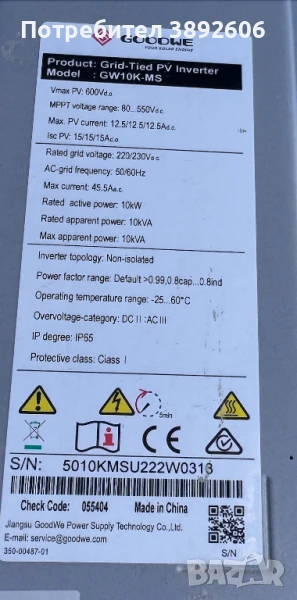 Потребител 23902606
GOODWE
YOUR SOLAR ENGINE
Product: Grid-Tied PV Inverter
Model : GW10K-MS
Vmax PV: 600Vd.c.
MPPT voltage range: 80...550Vd.c.
Max. PV current: 12.5/12.5/12.5Ad.c.
Isc PV: 15/15/15Ad.c.
Rated grid voltage: 220/230Va.c.
AC-grid frequency: 50/60Hz
Max current: 45.5Aa.c.
Rated active power: 10kW
Rated apparent power: 10kVA
Max apparent power: 10kVA
Inverter topology: Non-isolated
Power factor range: Default >0.99,0.8cap...0.8ind
Operating temperature range: -25...60°C
Overvoltage-category: DC II ; AC III
IP degree: IP65
Protective class: Class I
5min
CE
S/N: 5010KMSU222W0313
Check Code: 055404 Made in China
Jiangsu GoodWe Power Supply Technology Co.,Ltd.
E-mail: service@goodwe.com
350-00487-01
S/N
bazar